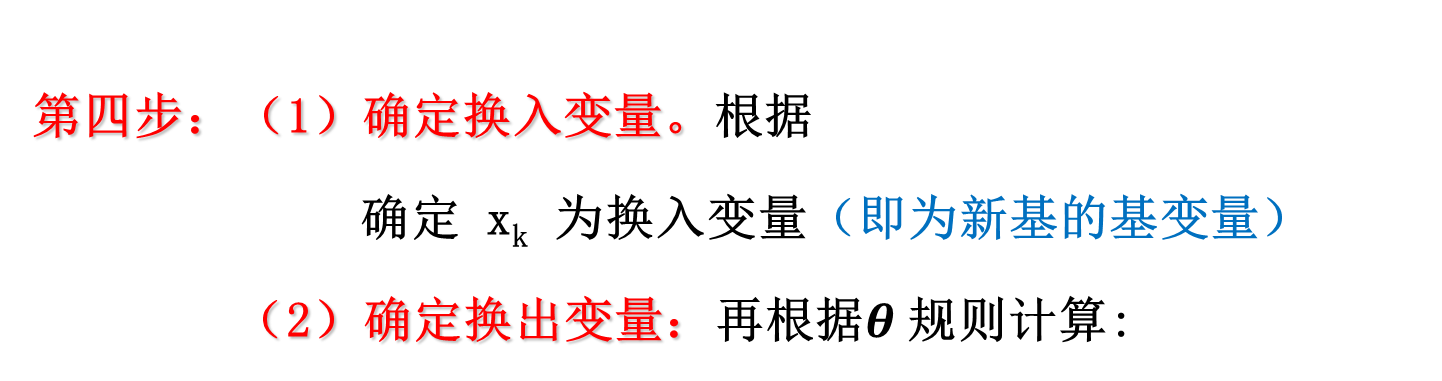 第四步：（1）确定换入变量。根据
确定 xk 为换入变量（即为新基的基变量）
（2）确定换出变量：再根据θ 规则计算: